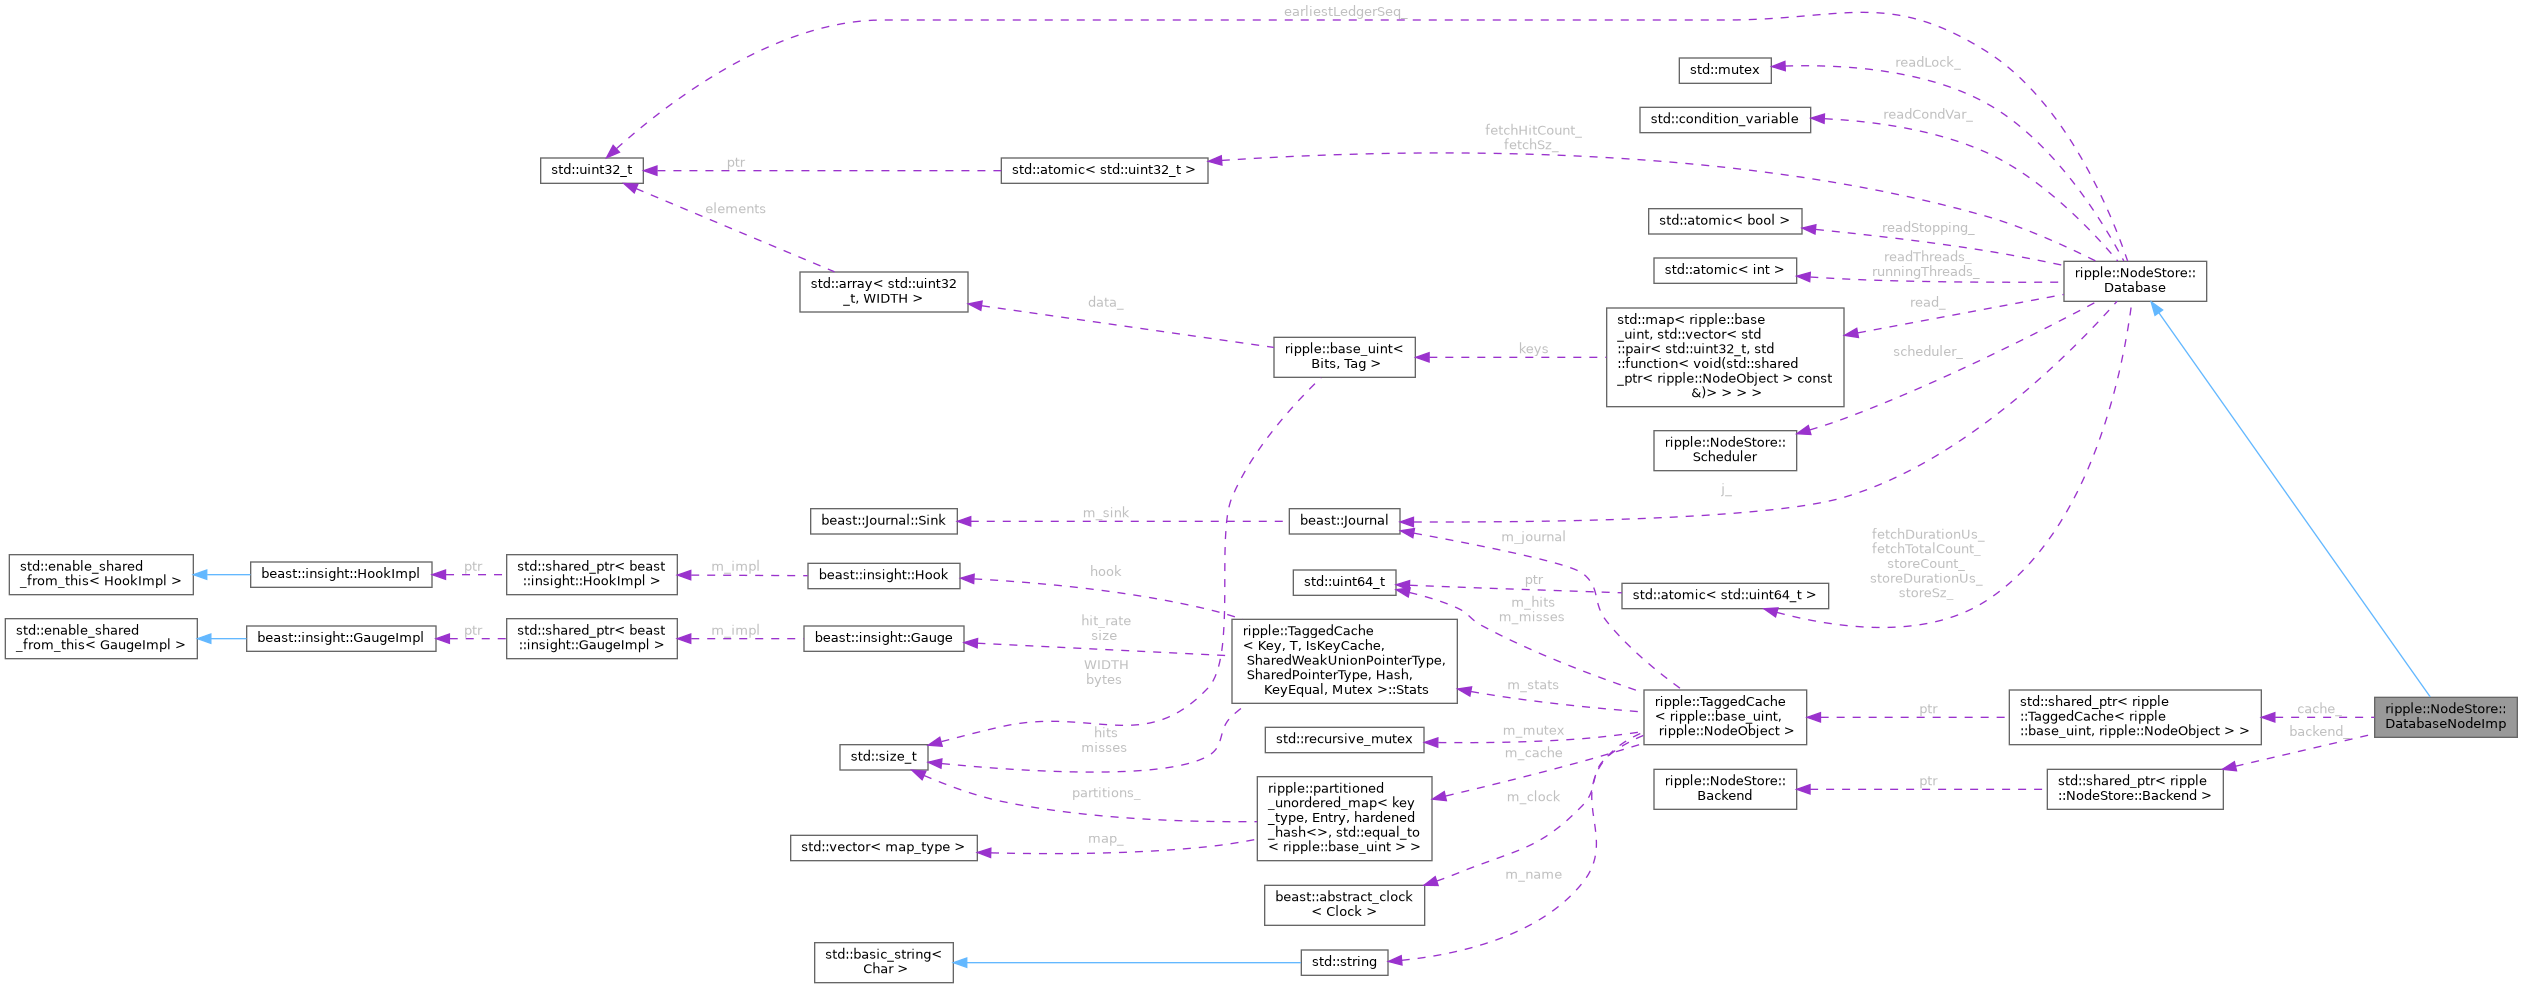 earliestLedgerSeq_
readLock_
std::mutex
readCondVar_
std::condition_variable
fetchHitCount_
fetchSz_
std::uint32_t
ptr
std::atomic< std::uint32_t >
elements
std::atomic< bool >
readStopping_
readThreads_
runningThreads_
std::atomic< int >
ripple::NodeStore::
Database
std::array< std::uint32
_t, WIDTH >
data_
read_
std::map< ripple::base
_uint, std::vector< std
::pair< std::uint32_t, std
::function< void(std::shared
_ptr< ripple::NodeObject > const
&)> > > >
keys
ripple::base_uint<
Bits, Tag >
scheduler_
ripple::NodeStore::
Scheduler
j_
beast::Journal::Sink
m_sink
beast::Journal
m_journal
fetchDurationUs_
fetchTotalCount_
storeCount_
storeDurationUs_
storeSz_
std::enable_shared
_from_this< HookImpl >
beast::insight::HookImpl
ptr
std::shared_ptr< beast
::insight::HookImpl >
m_impl
beast::insight::Hook
hook
std::uint64_t
ptr
std::atomic< std::uint64_t >
m_hits
m_misses
std::enable_shared
_from_this< GaugeImpl >
beast::insight::GaugeImpl
ptr
std::shared_ptr< beast
::insight::GaugeImpl >
m_impl
beast::insight::Gauge
hit_rate
size
ripple::TaggedCache
< Key, T, IsKeyCache,
SharedWeakUnionPointerType,
SharedPointerType, Hash,
KeyEqual, Mutex >::Stats
WIDTH
bytes
m_stats
ripple::TaggedCache
< ripple::base_uint,
ripple::NodeObject >
ptr
std::shared_ptr< ripple
::TaggedCache< ripple
::base_uint, ripple::NodeObject > >
cache_
backend_
ripple::NodeStore::
DatabaseNodeImp
hits
misses
std::recursive_mutex
m_mutex
m_cache
std::size_t
ripple::NodeStore::
Backend
ptr
std::shared_ptr< ripple
::NodeStore::Backend >
partitions_
ripple::partitioned
_unordered_map< key
_type, Entry, hardened
_hash<>, std::equal_to
< ripple::base_uint > >
m_clock
std::vector< map_type >
map_
m_name
beast::abstract_clock
< Clock >
std::basic_string<
Char >
std::string